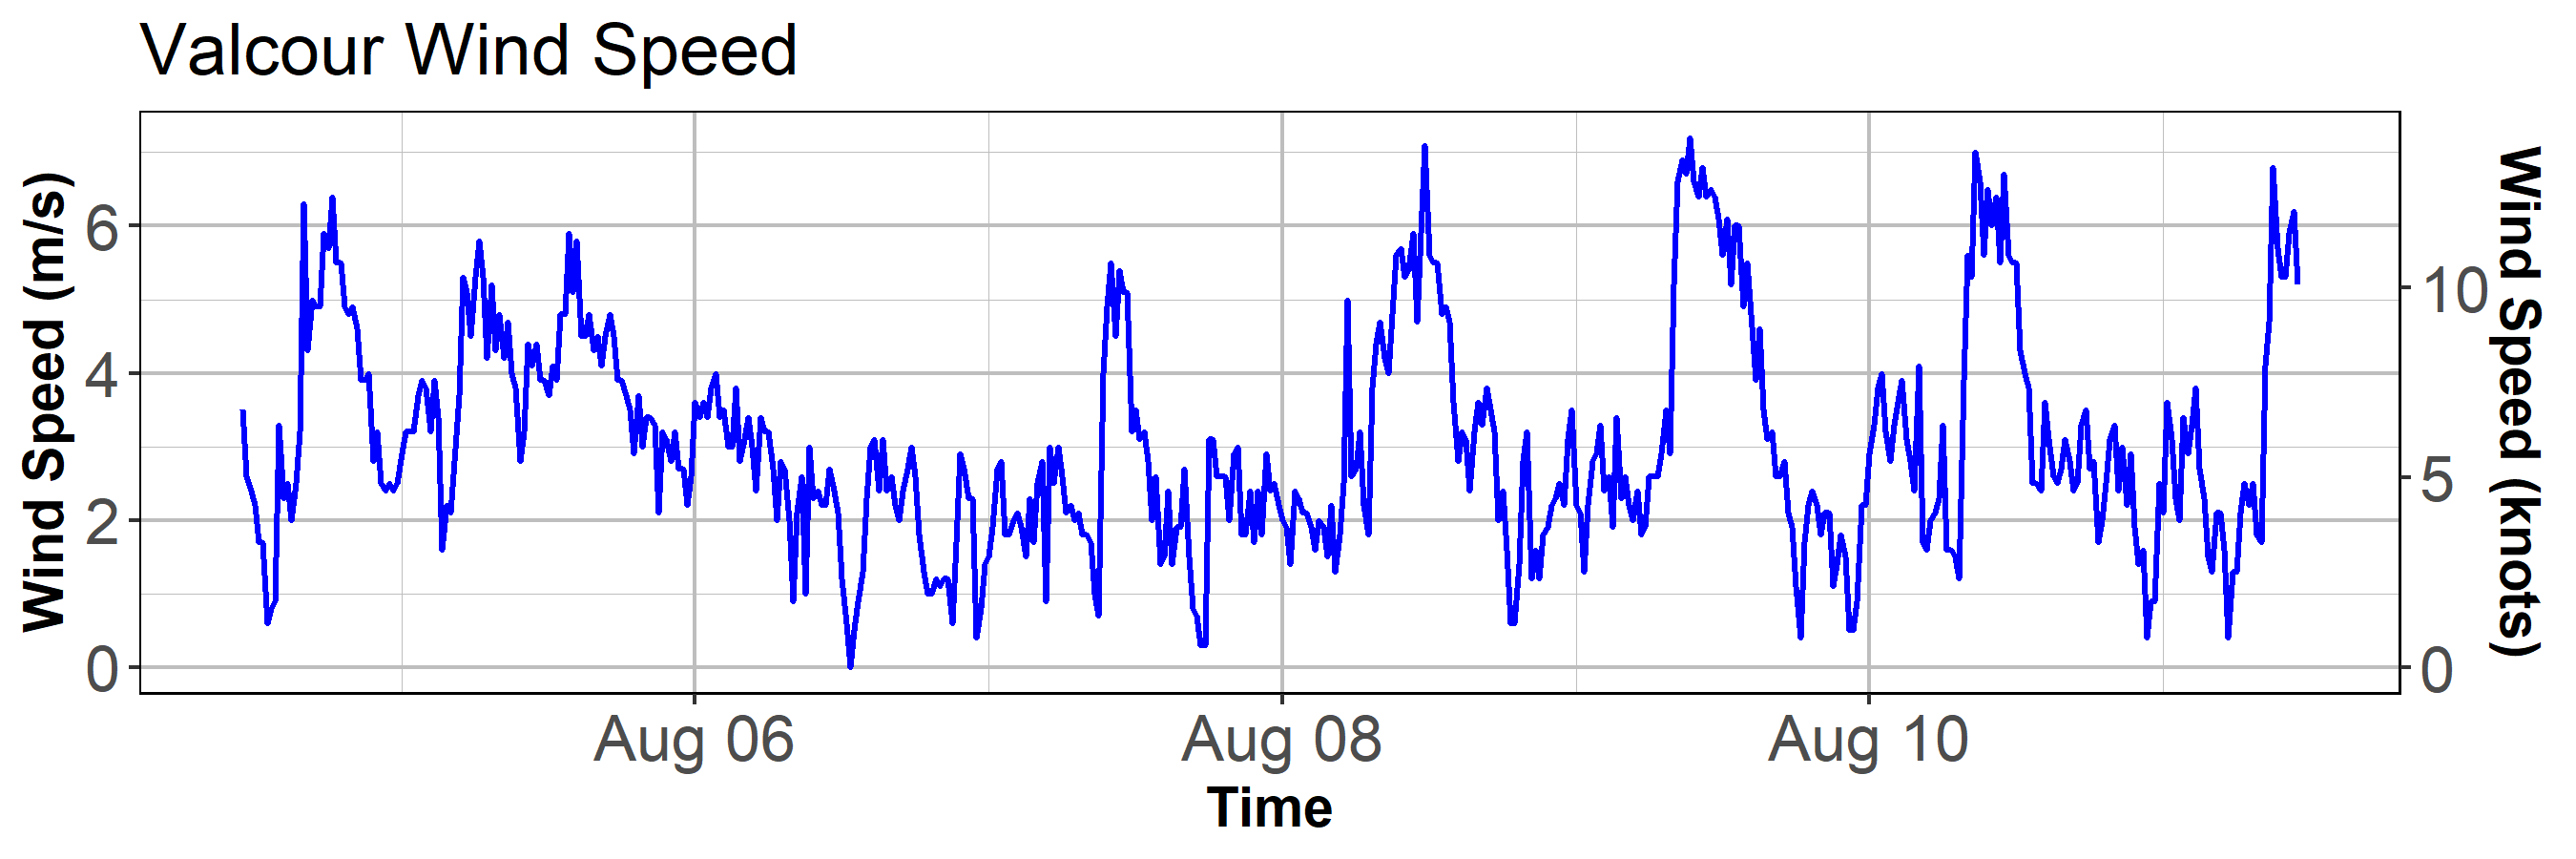 Valcour Wind Speed
Wind Speed (m/s)
6
4
2
0
10
5
0
Wind Speed (knots)
Aug 06
Aug 08
Aug 10
Time